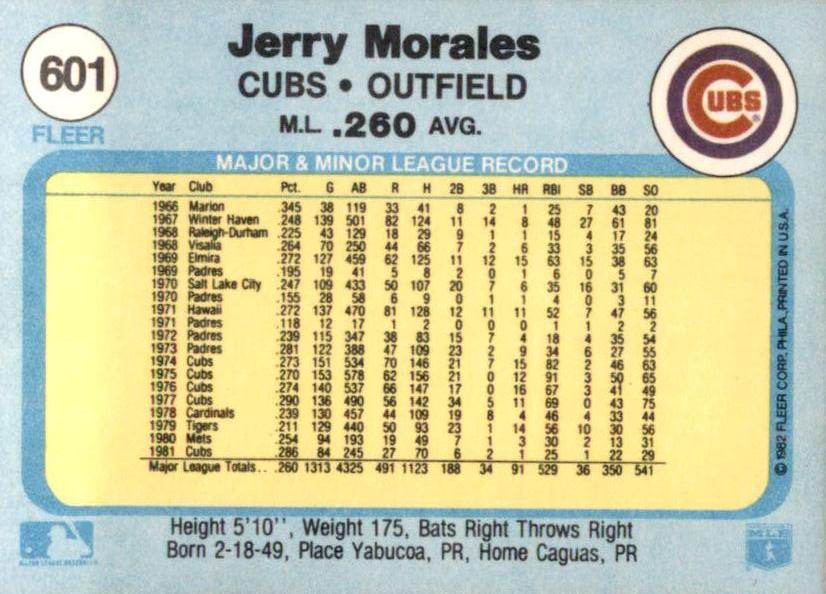 601
FLEER
Jerry Morales
CUBS • OUTFIELD
M.L. .260 AVG.
CUBS ®
MAJOR & MINOR LEAGUE RECORD
Year Club Pct. G AB R H 2B 3B HR RBI SB BB SO
1966 Marion .345 38 119 33 41 8 2 1 25 7 43 20
1967 Winter Haven .248 139 501 82 124 11 14 8 48 27 61 81
1968 Raleigh-Durham .225 43 129 18 29 9 1 1 15 4 17 24
1968 Visalia .264 70 250 44 66 7 2 6 33 3 35 56
1969 Elmira .272 127 459 62 125 11 12 15 63 15 38 63
1969 Padres .195 19 41 5 8 2 0 1 6 0 5 7
1970 Salt Lake City .247 109 433 50 107 20 7 6 35 16 31 60
1970 Padres .155 28 58 6 9 0 1 1 4 0 3 11
1971 Hawaii .272 137 470 81 128 12 11 11 52 7 47 56
1971 Padres .118 12 17 1 2 0 0 0 1 1 2 2
1972 Padres .239 115 347 38 83 15 7 4 18 4 35 54
1973 Padres .281 122 388 47 109 23 2 9 34 6 27 55
1974 Cubs .273 151 534 70 146 21 7 15 82 2 46 63
1975 Cubs .270 153 578 62 156 21 0 12 91 3 50 65
1976 Cubs .274 140 537 66 147 17 0 16 67 3 41 49
1977 Cubs .290 136 490 56 142 34 5 11 69 0 43 75
1978 Cardinals .239 130 457 44 109 19 8 4 46 4 33 44
1979 Tigers .211 129 440 50 93 23 1 14 56 10 30 56
1980 Mets .254 94 193 19 49 7 1 3 30 2 13 31
1981 Cubs .286 84 245 27 70 6 2 1 25 1 22 29
Major League Totals.. .260 1313 4325 491 1123 188 34 91 529 36 350 541
© 1982 FLEER CORP. PHILA. PRINTED IN U.S.A.
Height 5'10'', Weight 175, Bats Right Throws Right
Born 2-18-49, Place Yabucoa, PR, Home Caguas, PR
MAJOR LEAGUE BASEBALL